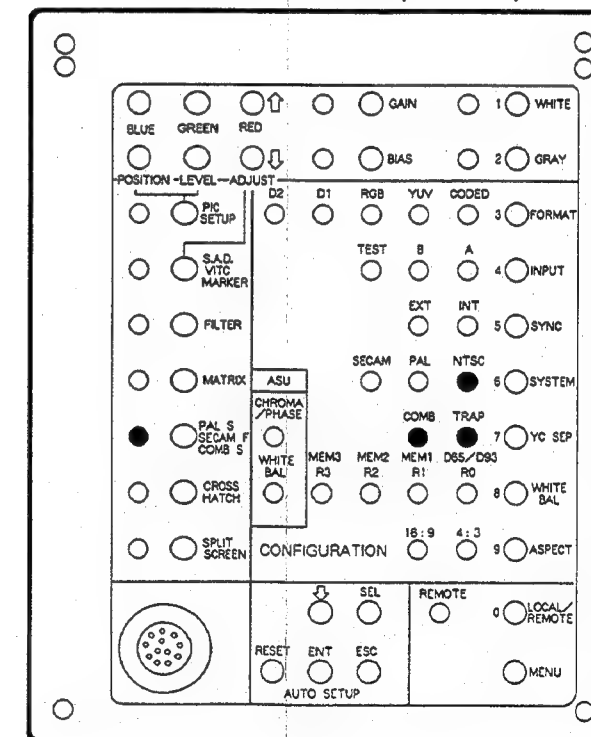 GAIN 1 WHITE
BLUE GREEN RED
BIAS 2 GRAY
POSITION LEVEL ADJUST
D2 D1 RGB YUV CODED
PIC
SETUP
3 FORMAT
TEST B A
S.A.D.
VITC
MARKER
4 INPUT
EXT INT
FILTER
5 SYNC
SECAM PAL NTSC
MATRIX
ASU
6 SYSTEM
CHROMA
/PHASE
COMB TRAP
PAL S
SECAM F
COMB S
7 YC SEP
WHITE
BAL
MEM3 MEM2 MEM1 D65/D93
R3 R2 R1 R0
CROSS
HATCH
8 WHITE
BAL
16:9 4:3
SPLIT
SCREEN
CONFIGURATION
9 ASPECT
SEL REMOTE
0 LOCAL/
REMOTE
RESET ENT ESC
MENU
AUTO SETUP